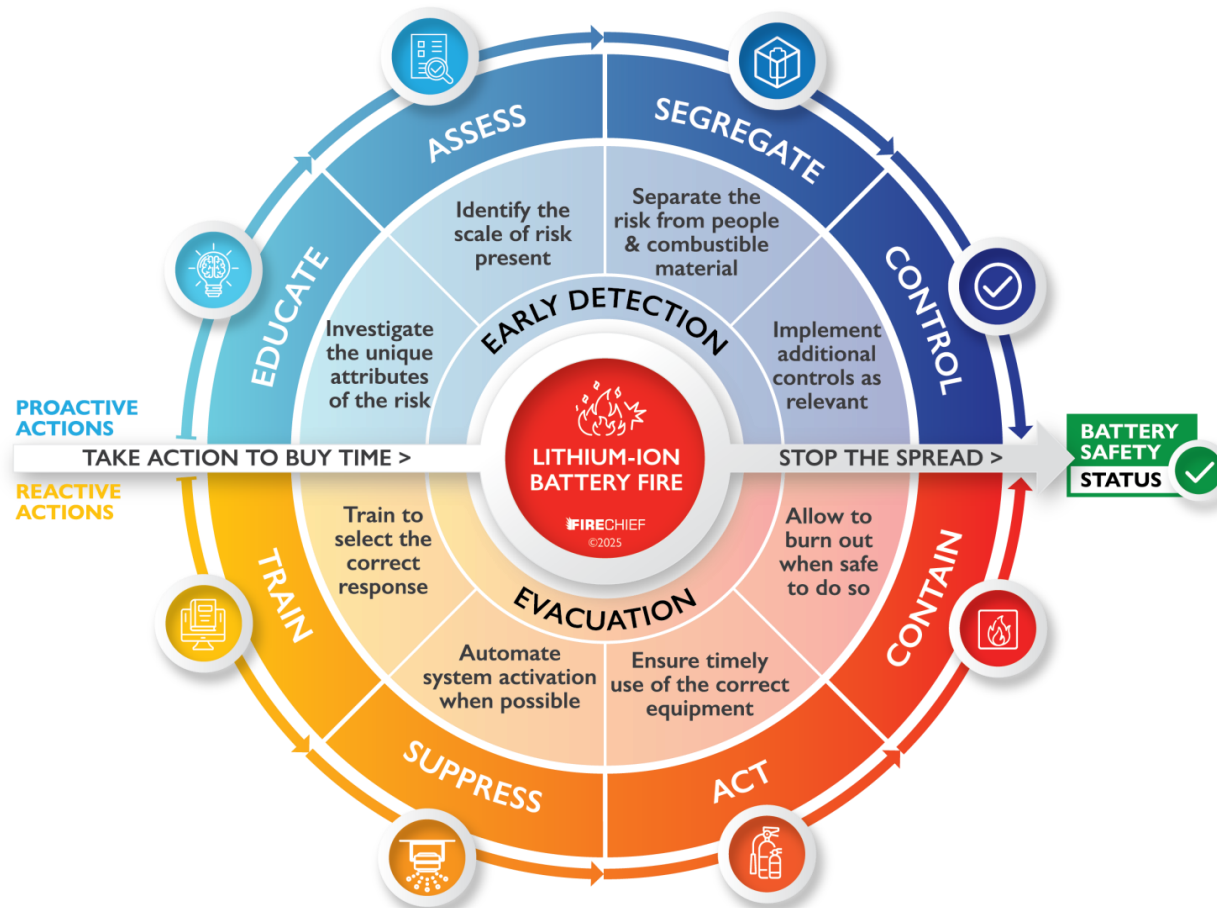 ASSESS
SEGREGATE
Identify the
scale of risk
present
Separate the
risk from people
& combustible
material
EDUCATE
CONTROL
EARLY DETECTION
Investigate
the unique
attributes
of the risk
Implement
additional
controls as
relevant
PROACTIVE
ACTIONS
TAKE ACTION TO BUY TIME >
LITHIUM-ION
BATTERY FIRE
FIRECHIEF
©2025
STOP THE SPREAD >
BATTERY
SAFETY
STATUS
REACTIVE
ACTIONS
TRAIN
Train to
select the
correct
response
Allow to
burn out
when safe
to do so
CONTAIN
EVACUATION
Automate
system activation
when possible
Ensure timely
use of the correct
equipment
SUPPRESS
ACT